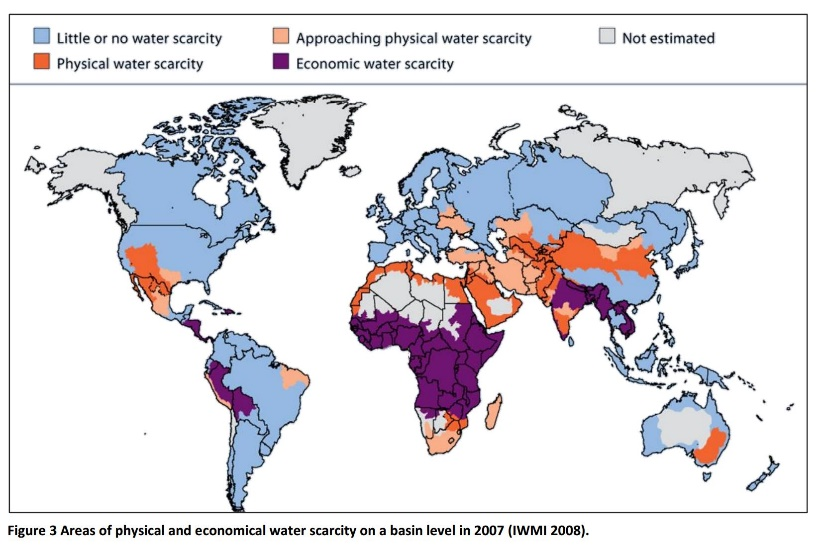 Little or no water scarcity
Approaching physical water scarcity
Not estimated
Physical water scarcity
Economic water scarcity
Figure 3 Areas of physical and economical water scarcity on a basin level in 2007 (IWMI 2008).